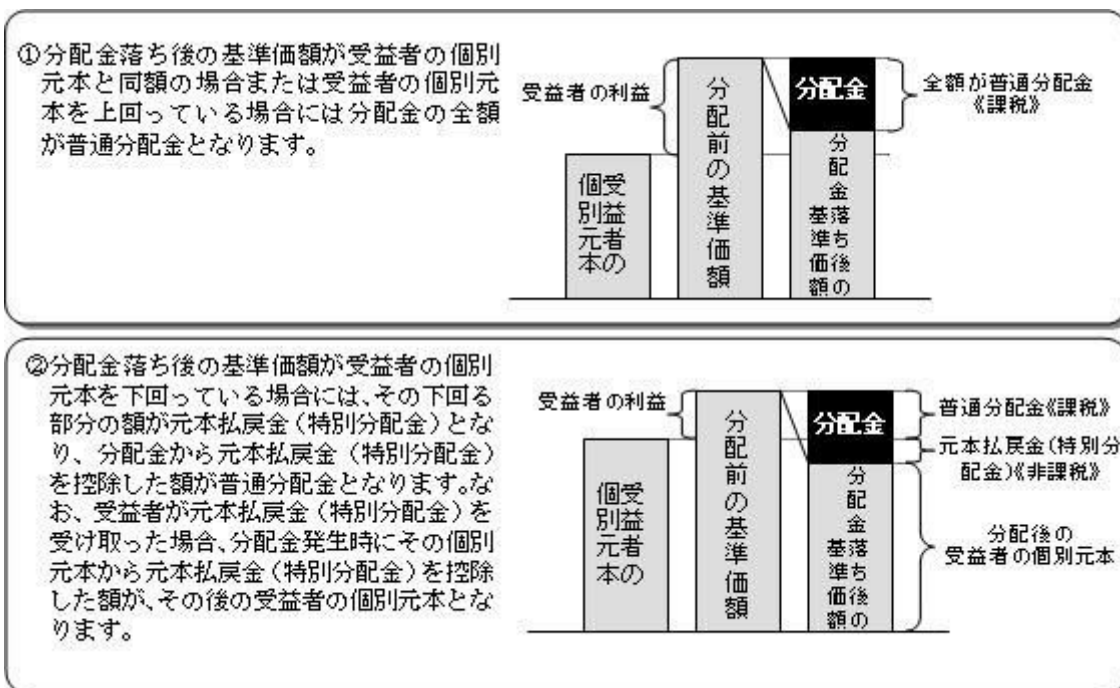 ①分配金落ち後の基準価額が受益者の個別
元本と同額の場合または受益者の個別元
本を上回っている場合には分配金の全額
が普通分配金となります。
受益者の利益
個別元本
受益者の
分配前の基準価額
分配金
分配金
基準価額
落ち後の
全額が普通分配金
《課税》
②分配金落ち後の基準価額が受益者の個別
元本を下回っている場合には、その下回る
部分の額が元本払戻金（特別分配金）とな
り、分配金から元本払戻金（特別分配金）
を控除した額が普通分配金となります。な
お、受益者が元本払戻金（特別分配金）を
受け取った場合、分配金発生時にその個別
元本から元本払戻金（特別分配金）を控除
した額が、その後の受益者の個別元本とな
ります。
受益者の利益
個別元本
受益者の
分配前の基準価額
分配金
分配金
基準価額
落ち後の
普通分配金《課税》
元本払戻金(特別分
配金)《非課税》
分配後の
受益者の個別元本